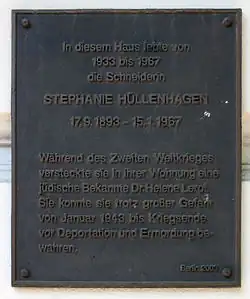 In diesem Haus lebte von
1933 bis 1967
die Schneiderin
STEPHANIE HÜLLENHAGEN
17.9.1893 - 15.1.1967
Während des Zweiten Weltkrieges
versteckte sie in ihrer Wohnung eine
jüdische Bekannte Dr. Helene Leroi.
Sie konnte sie trotz großer Gefahr
von Januar 1943 bis Kriegsende
vor Deportation und Ermordung be-
wahren.
Berlin